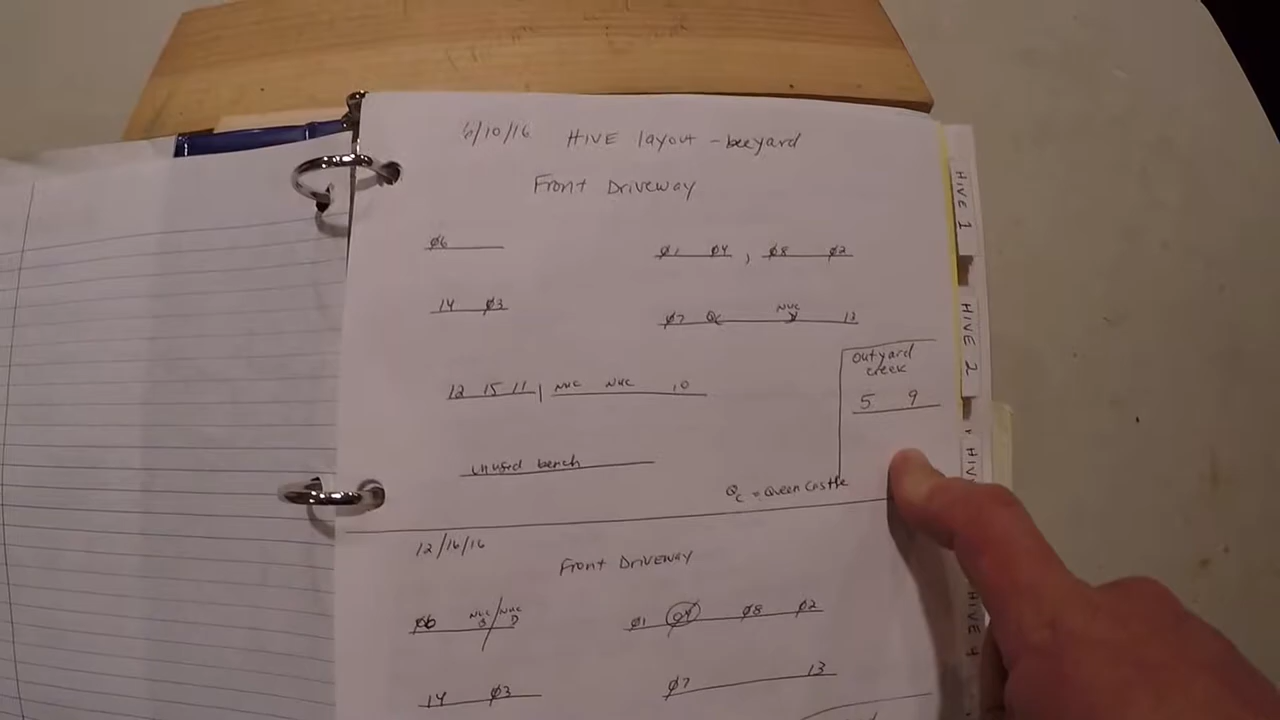 6/10/16 HIVE layout - beeyard
Front Driveway
Ø6
Ø1 Ø4 , Ø8 Ø2
14 Ø3
NUC
Ø7 QC 13
outyard
creek
5 9
12 15 11 | NUC NUC 10
unused bench
QC = Queen Castle
12/16/16
Front Driveway
Ø6 NUC / NUC
Ø1 Ø4 Ø8 Ø2
14 Ø3
Ø7 13
HIVE 1
HIVE 2
HIVE 4